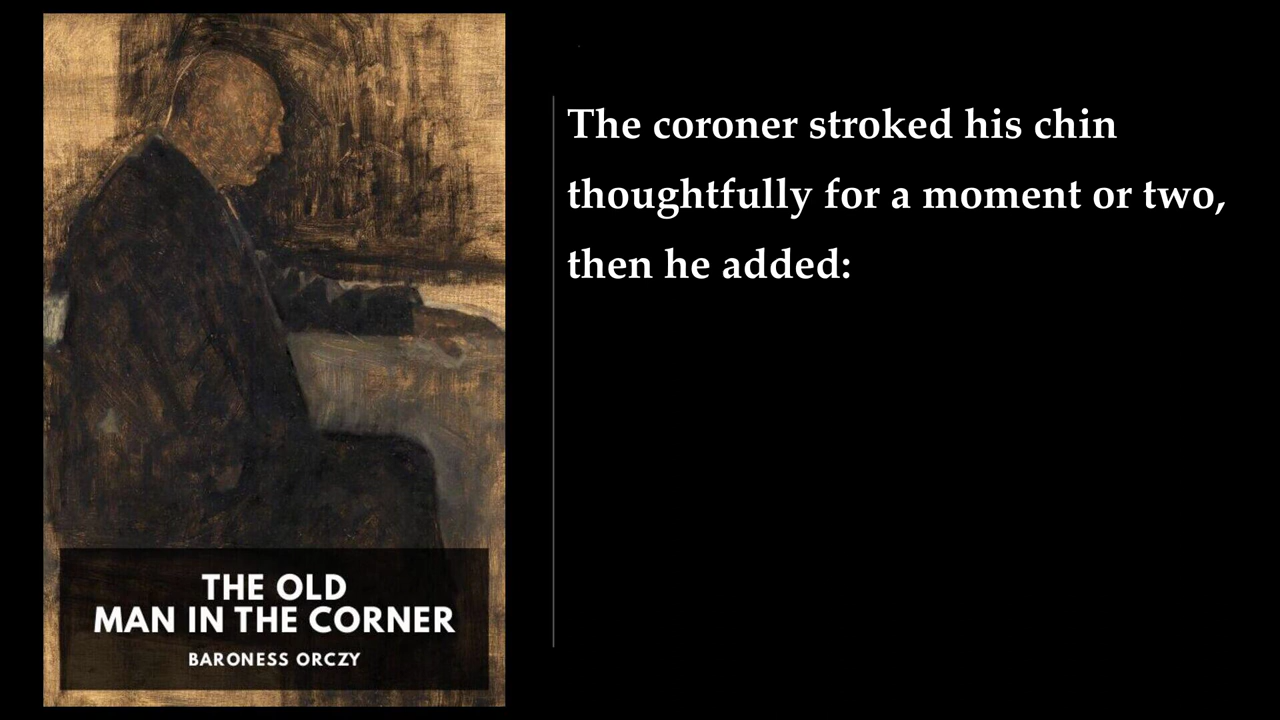 The coroner stroked his chin
thoughtfully for a moment or two,
then he added:
THE OLD
MAN IN THE CORNER
BARONESS ORCZY